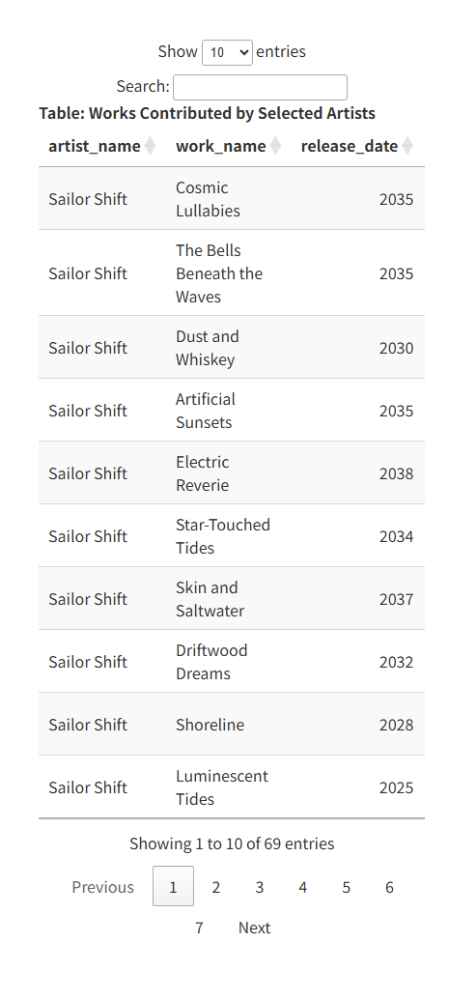 Show 10 entries
Search:
Table: Works Contributed by Selected Artists
artist_name work_name release_date
Sailor Shift Cosmic Lullabies 2035
Sailor Shift The Bells Beneath the Waves 2035
Sailor Shift Dust and Whiskey 2030
Sailor Shift Artificial Sunsets 2035
Sailor Shift Electric Reverie 2038
Sailor Shift Star-Touched Tides 2034
Sailor Shift Skin and Saltwater 2037
Sailor Shift Driftwood Dreams 2032
Sailor Shift Shoreline 2028
Sailor Shift Luminescent Tides 2025
Showing 1 to 10 of 69 entries
Previous 1 2 3 4 5 6
7 Next